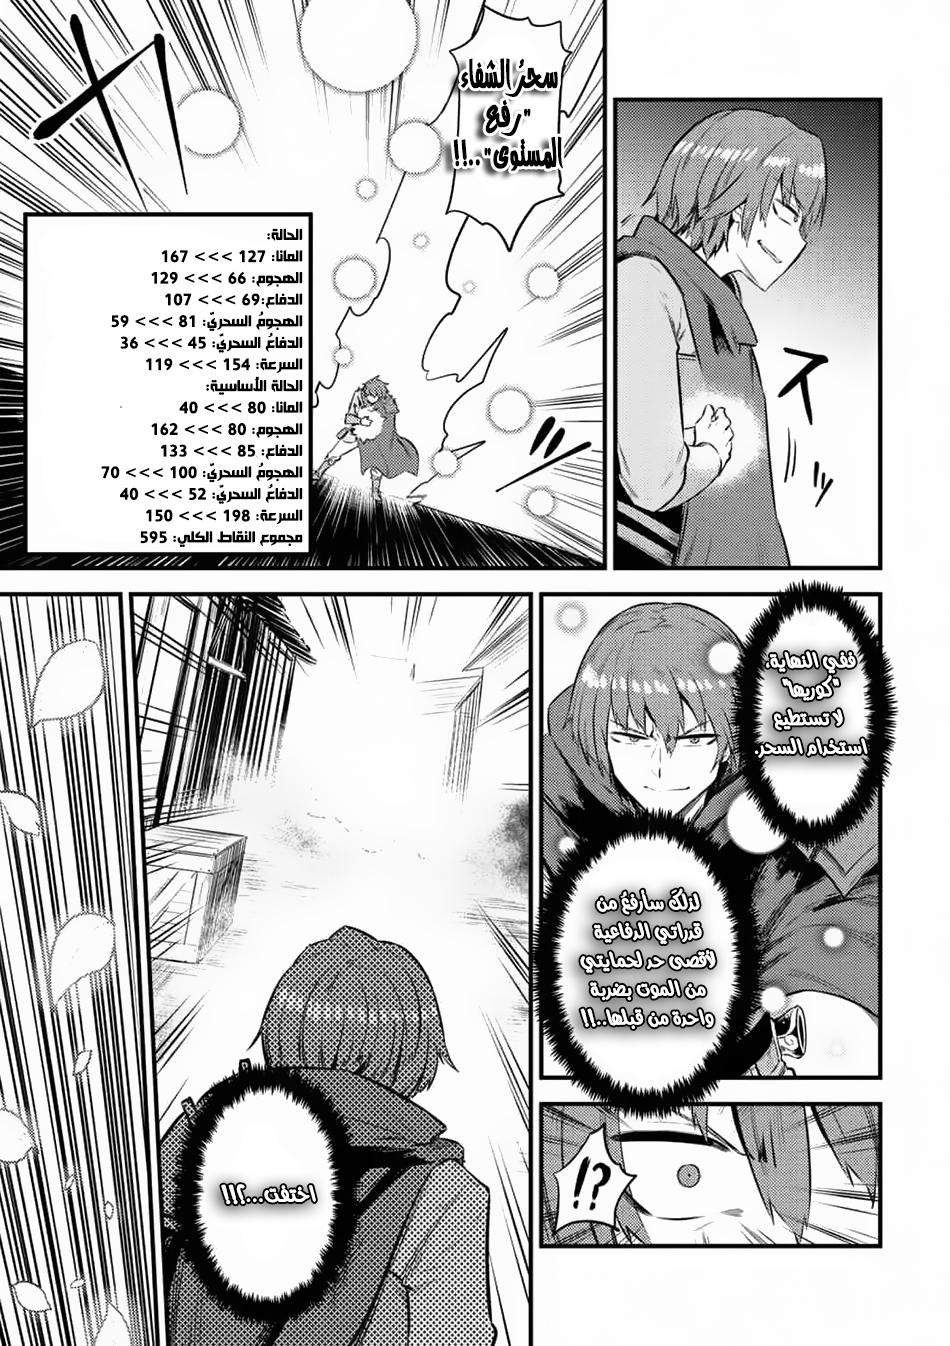 سحرُ الشفاء
"رفع
المستوى"..!!
الحالة:
المانا: 127 >>> 167
الهجوم: 66 >>> 129
الدفاع:69 >>> 107
الهجومُ السحريّ: 81 >>> 59
الدفاعُ السحريّ: 45 >>> 36
السرعة: 154 >>> 119
الحالة الأساسية:
المانا: 80 >>> 40
الهجوم: 80 >>> 162
الدفاع: 85 >>> 133
الهجومُ السحريّ: 100 >>> 70
الدفاعُ السحريّ: 52 >>> 40
السرعة: 198 >>> 150
مجموع النقاط الكلي: 595
ففي النهاية،
"كوريها"
لا تستطيع
استخدام السحر.
لذلكَ سأرفعُ من
قدراتي الدفاعية
لأقصى حد لحمايتي
من الموت بضربة
واحدة من قبلها..!!
!?
اختفت...؟!!